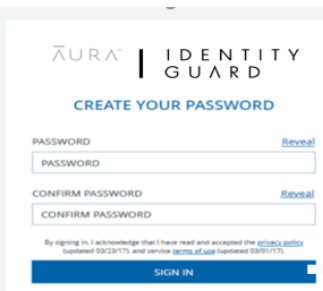 AURA™ | IDENTITY
GUARD
CREATE YOUR PASSWORD
PASSWORD Reveal
PASSWORD
CONFIRM PASSWORD Reveal
CONFIRM PASSWORD
By signing in, I acknowledge that I have read and accepted the privacy policy
(updated 03/23/17), and service terms of use (updated 03/01/17).
SIGN IN